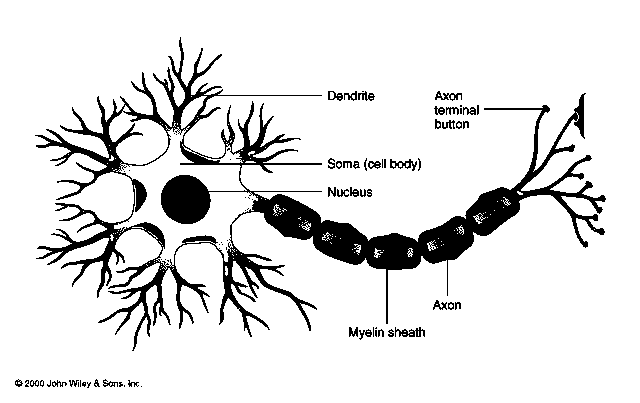 Dendrite
Axon
terminal
button
Soma (cell body)
Nucleus
Axon
Myelin sheath
© 2000 John Wiley & Sons, Inc.